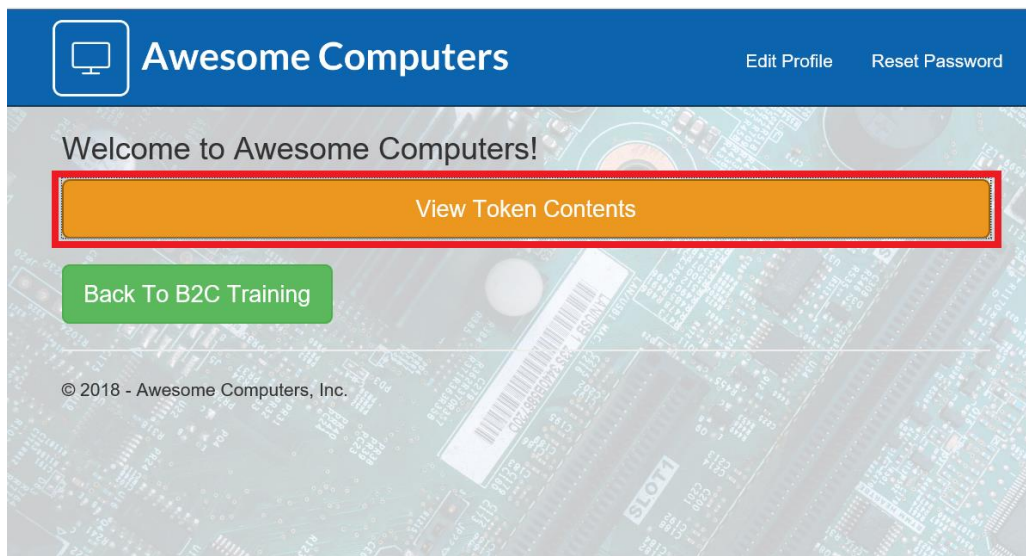 Awesome Computers
Edit Profile Reset Password
Welcome to Awesome Computers!
View Token Contents
Back To B2C Training
© 2018 - Awesome Computers, Inc.
SLOT1